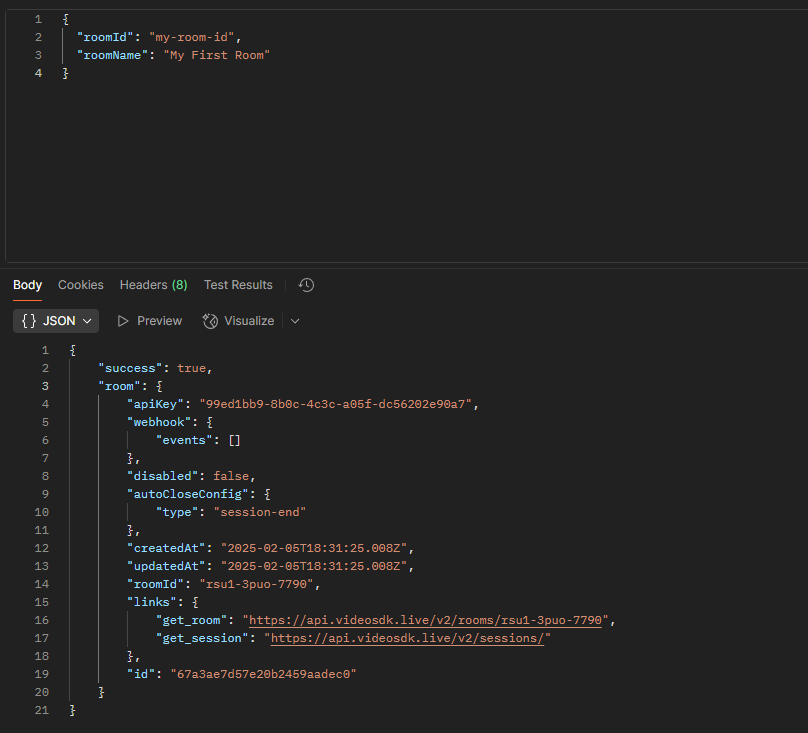 1 {
2 "roomId": "my-room-id",
3 "roomName": "My First Room"
4 }
Body Cookies Headers (8) Test Results
{} JSON Preview Visualize
1 {
2 "success": true,
3 "room": {
4 "apiKey": "99ed1bb9-8b0c-4c3c-a05f-dc56202e90a7",
5 "webhook": {
6 "events": []
7 },
8 "disabled": false,
9 "autoCloseConfig": {
10 "type": "session-end"
11 },
12 "createdAt": "2025-02-05T18:31:25.008Z",
13 "updatedAt": "2025-02-05T18:31:25.008Z",
14 "roomId": "rsu1-3puo-7790",
15 "links": {
16 "get_room": "https://api.videosdk.live/v2/rooms/rsu1-3puo-7790",
17 "get_session": "https://api.videosdk.live/v2/sessions/"
18 },
19 "id": "67a3ae7d57e20b2459aadec0"
20 }
21 }